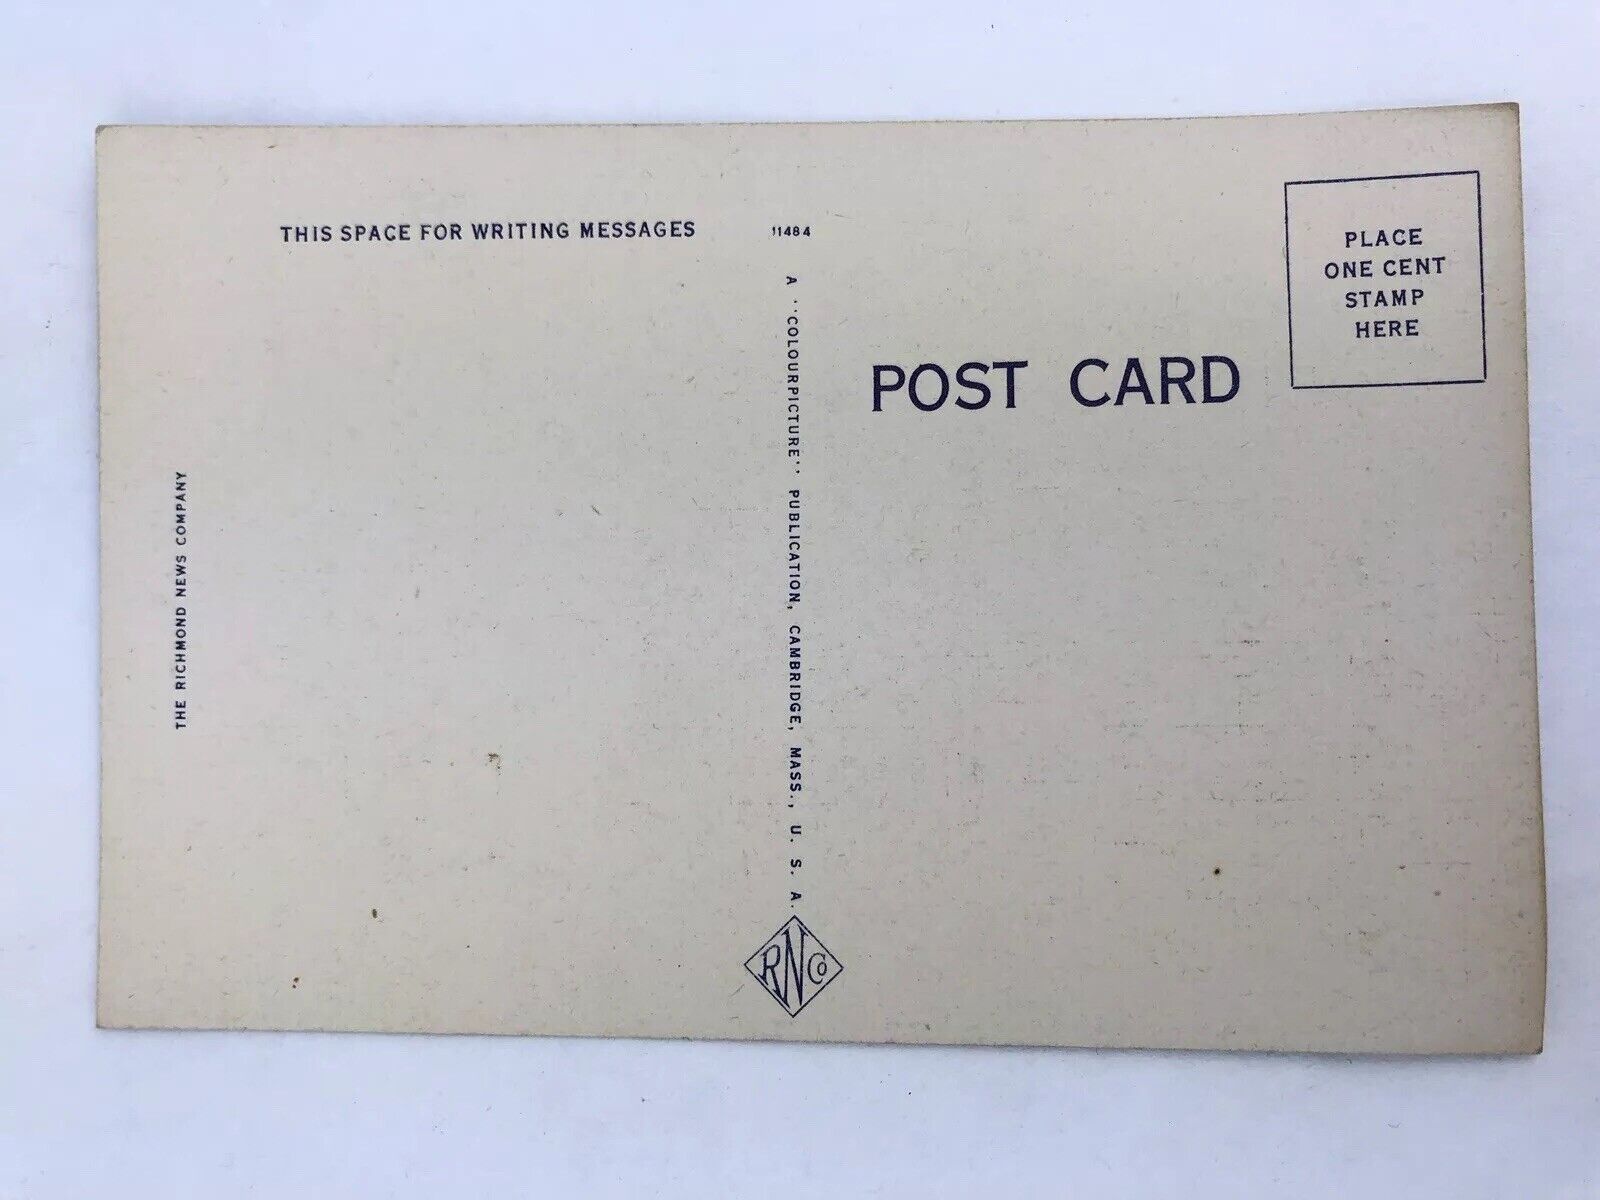 THIS SPACE FOR WRITING MESSAGES
11484
PLACE
ONE CENT
STAMP
HERE
POST CARD
A "COLOURPICTURE" PUBLICATION, CAMBRIDGE, MASS., U. S. A.
THE RICHMOND NEWS COMPANY
RNCo